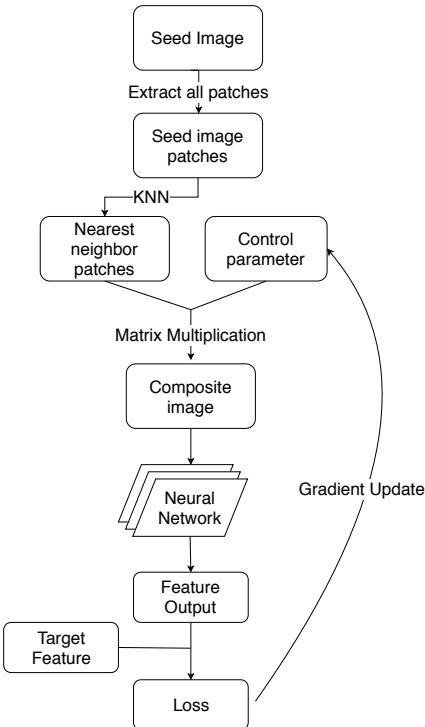 Seed Image
Extract all patches
Seed image
patches
KNN
Nearest
neighbor
patches
Control
parameter
Matrix Multiplication
Composite
image
Neural
Network
Gradient Update
Feature
Output
Target
Feature
Loss